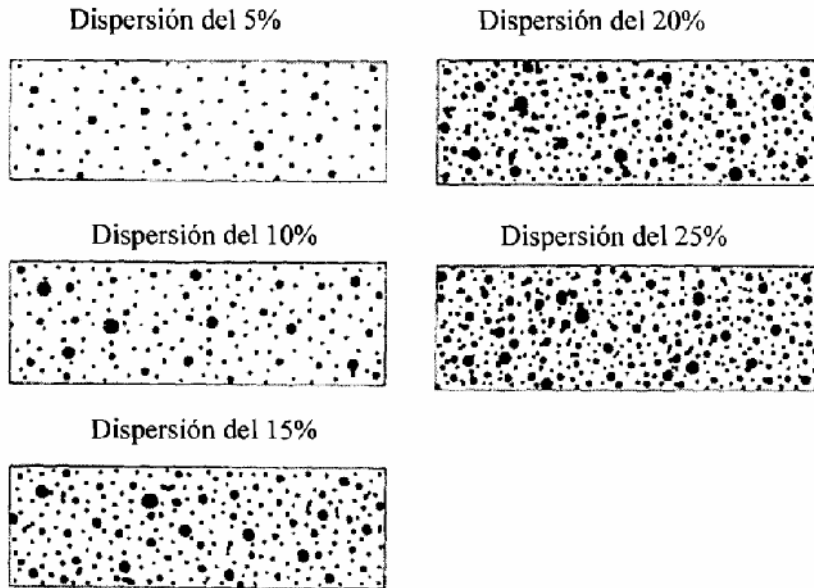 Dispersión del 5%
Dispersión del 20%
Dispersión del 10%
Dispersión del 25%
Dispersión del 15%